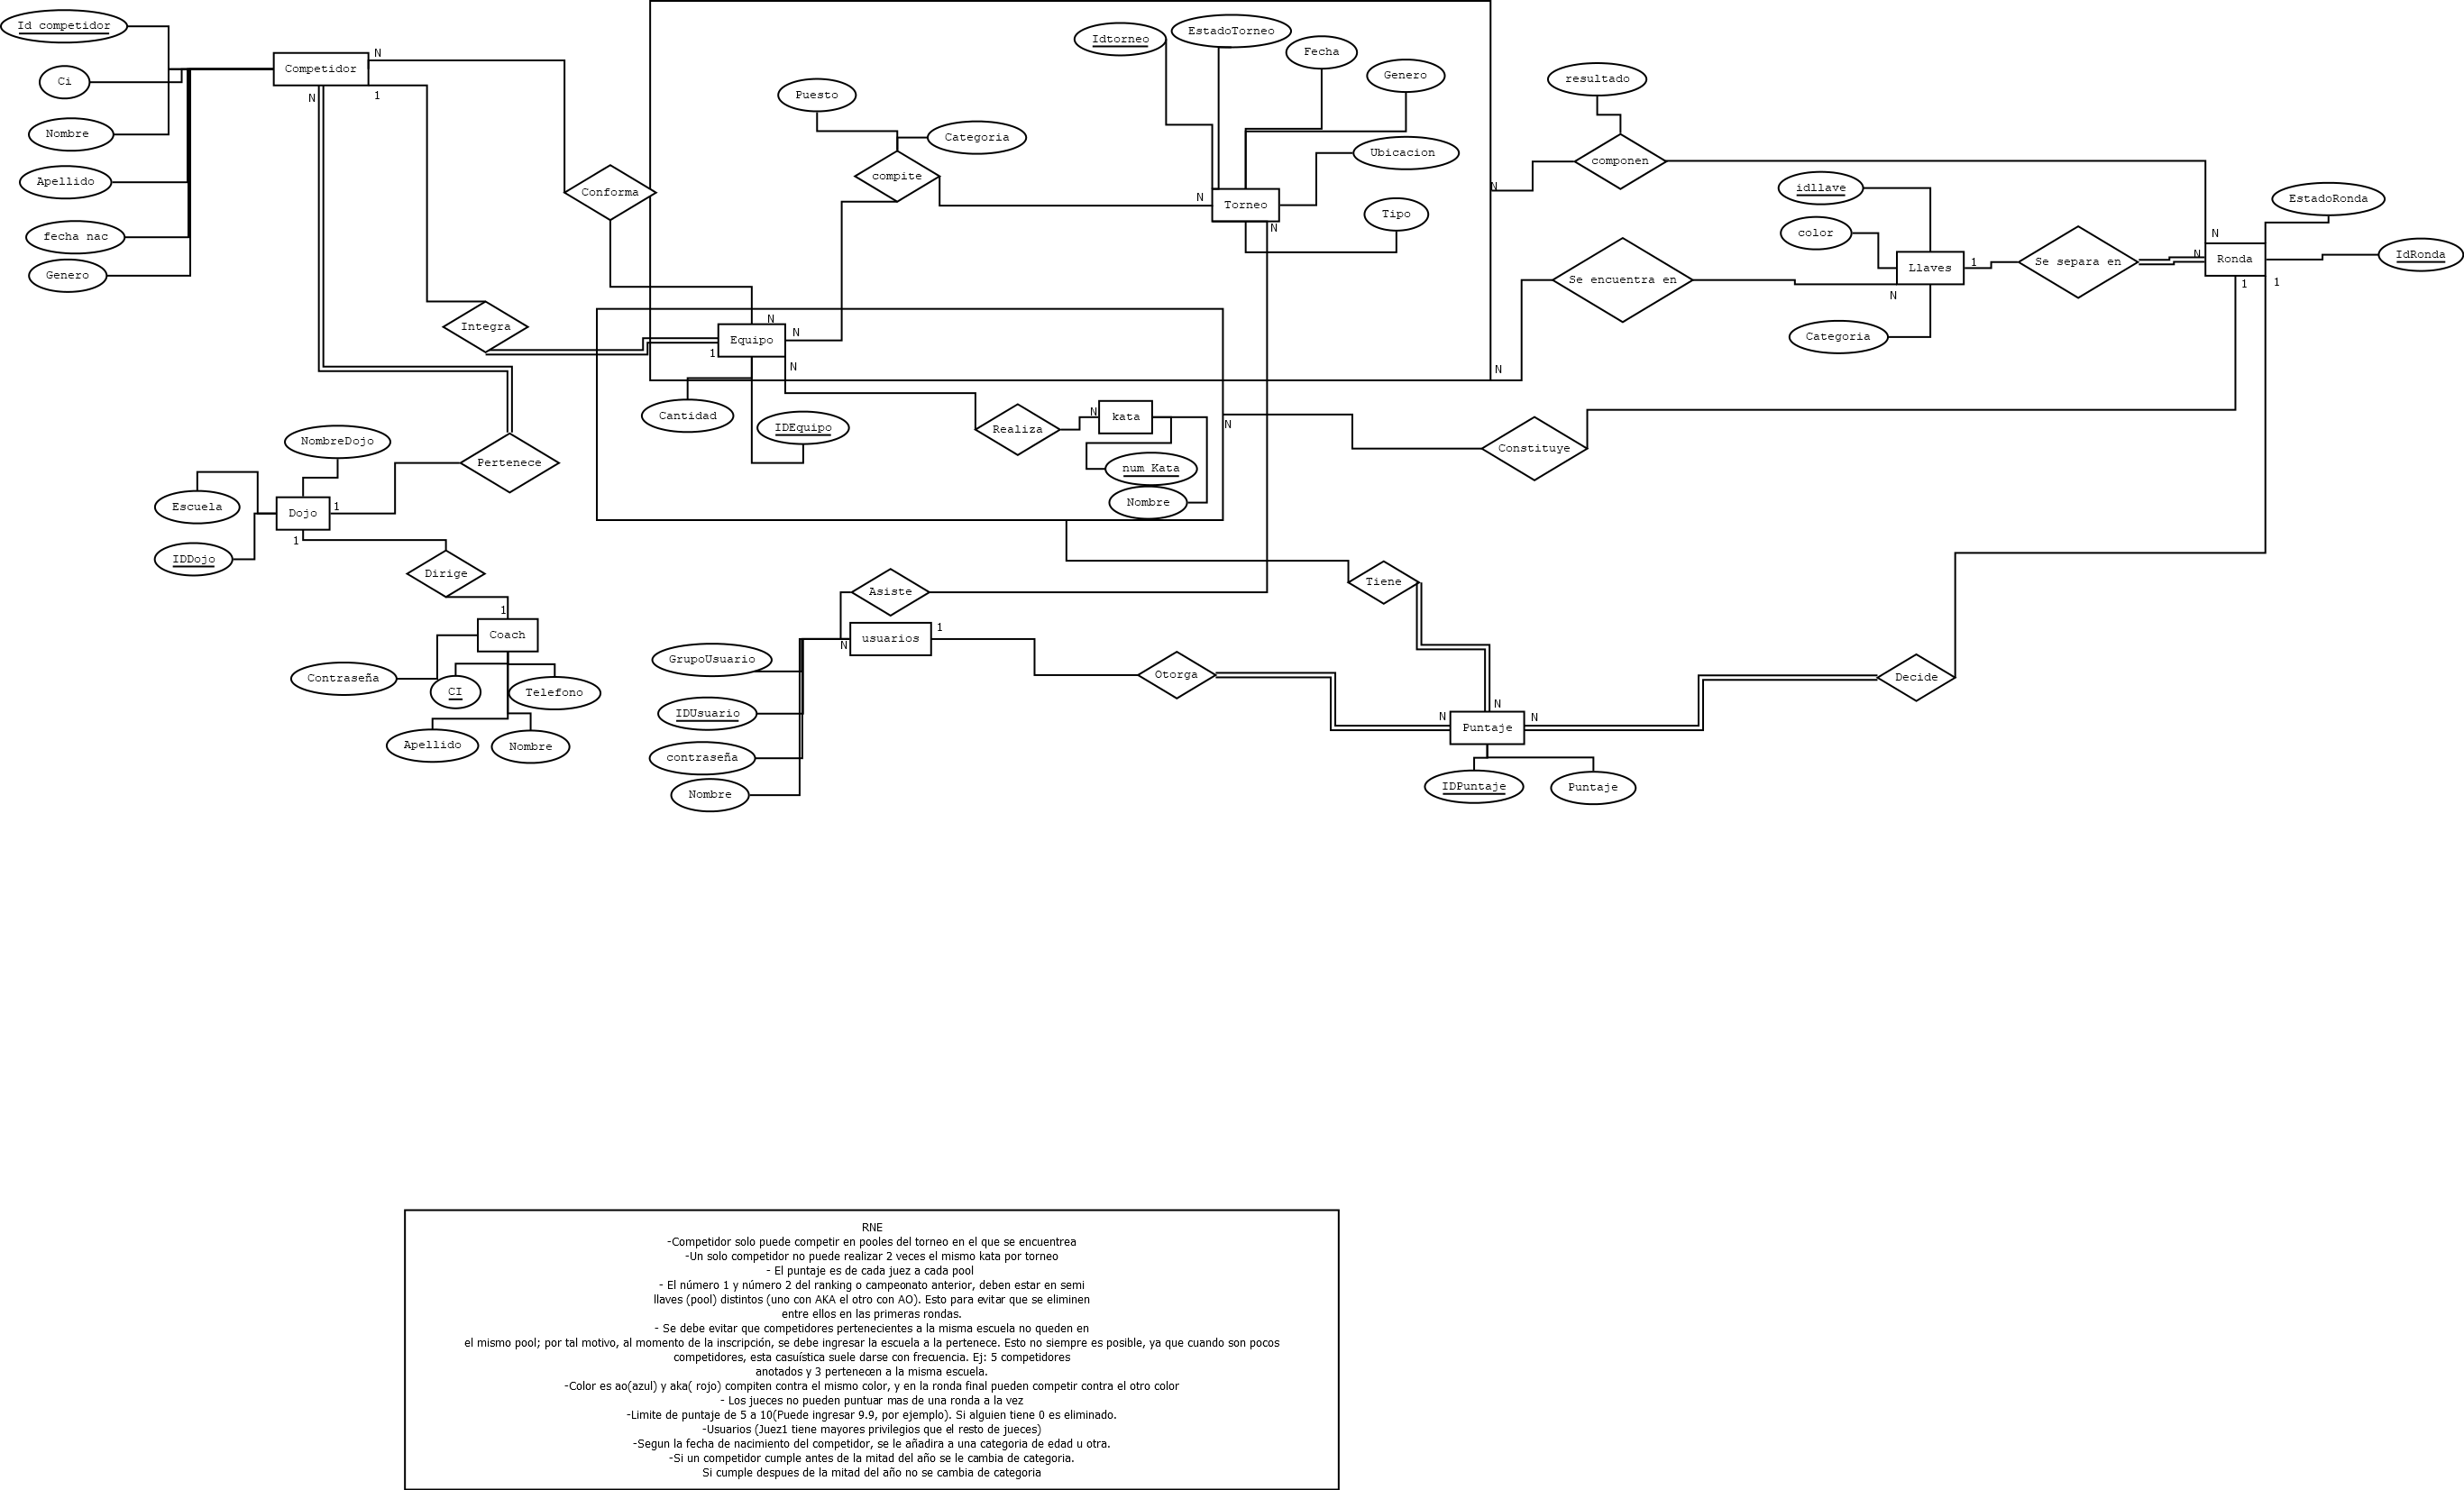 Id competidor
Ci
Nombre
Apellido
fecha nac
Genero
Competidor
N
1
N
Conforma
Integra
Pertenece
NombreDojo
Escuela
IDDojo
Dojo
1
1
Dirige
1
Coach
Contraseña
CI
Telefono
Apellido
Nombre
Puesto
Categoria
compite
Idtorneo
EstadoTorneo
Fecha
Genero
Ubicacion
Tipo
N
Torneo
N
N
Equipo
N
1
N
Cantidad
IDEquipo
Realiza
N
kata
num Kata
Nombre
N
N
N
resultado
componen
Se encuentra en
idllave
color
Llaves
1
N
Categoria
Se separa en
N
N
Ronda
1
1
EstadoRonda
IdRonda
Constituye
Asiste
usuarios
N
1
GrupoUsuario
IDUsuario
contraseña
Nombre
Otorga
Tiene
Decide
N
N
N
Puntaje
IDPuntaje
Puntaje
RNE
-Competidor solo puede competir en pooles del torneo en el que se encuentrea
-Un solo competidor no puede realizar 2 veces el mismo kata por torneo
- El puntaje es de cada juez a cada pool
- El número 1 y número 2 del ranking o campeonato anterior, deben estar en semi
llaves (pool) distintos (uno con AKA el otro con AO). Esto para evitar que se eliminen
entre ellos en las primeras rondas.
- Se debe evitar que competidores pertenecientes a la misma escuela no queden en
el mismo pool; por tal motivo, al momento de la inscripción, se debe ingresar la escuela a la pertenece. Esto no siempre es posible, ya que cuando son pocos
competidores, esta casuística suele darse con frecuencia. Ej: 5 competidores
anotados y 3 pertenecen a la misma escuela.
-Color es ao(azul) y aka( rojo) compiten contra el mismo color, y en la ronda final pueden competir contra el otro color
- Los jueces no pueden puntuar mas de una ronda a la vez
-Limite de puntaje de 5 a 10(Puede ingresar 9.9, por ejemplo). Si alguien tiene 0 es eliminado.
-Usuarios (Juez1 tiene mayores privilegios que el resto de jueces)
-Segun la fecha de nacimiento del competidor, se le añadira a una categoria de edad u otra.
-Si un competidor cumple antes de la mitad del año se le cambia de categoria.
Si cumple despues de la mitad del año no se cambia de categoria